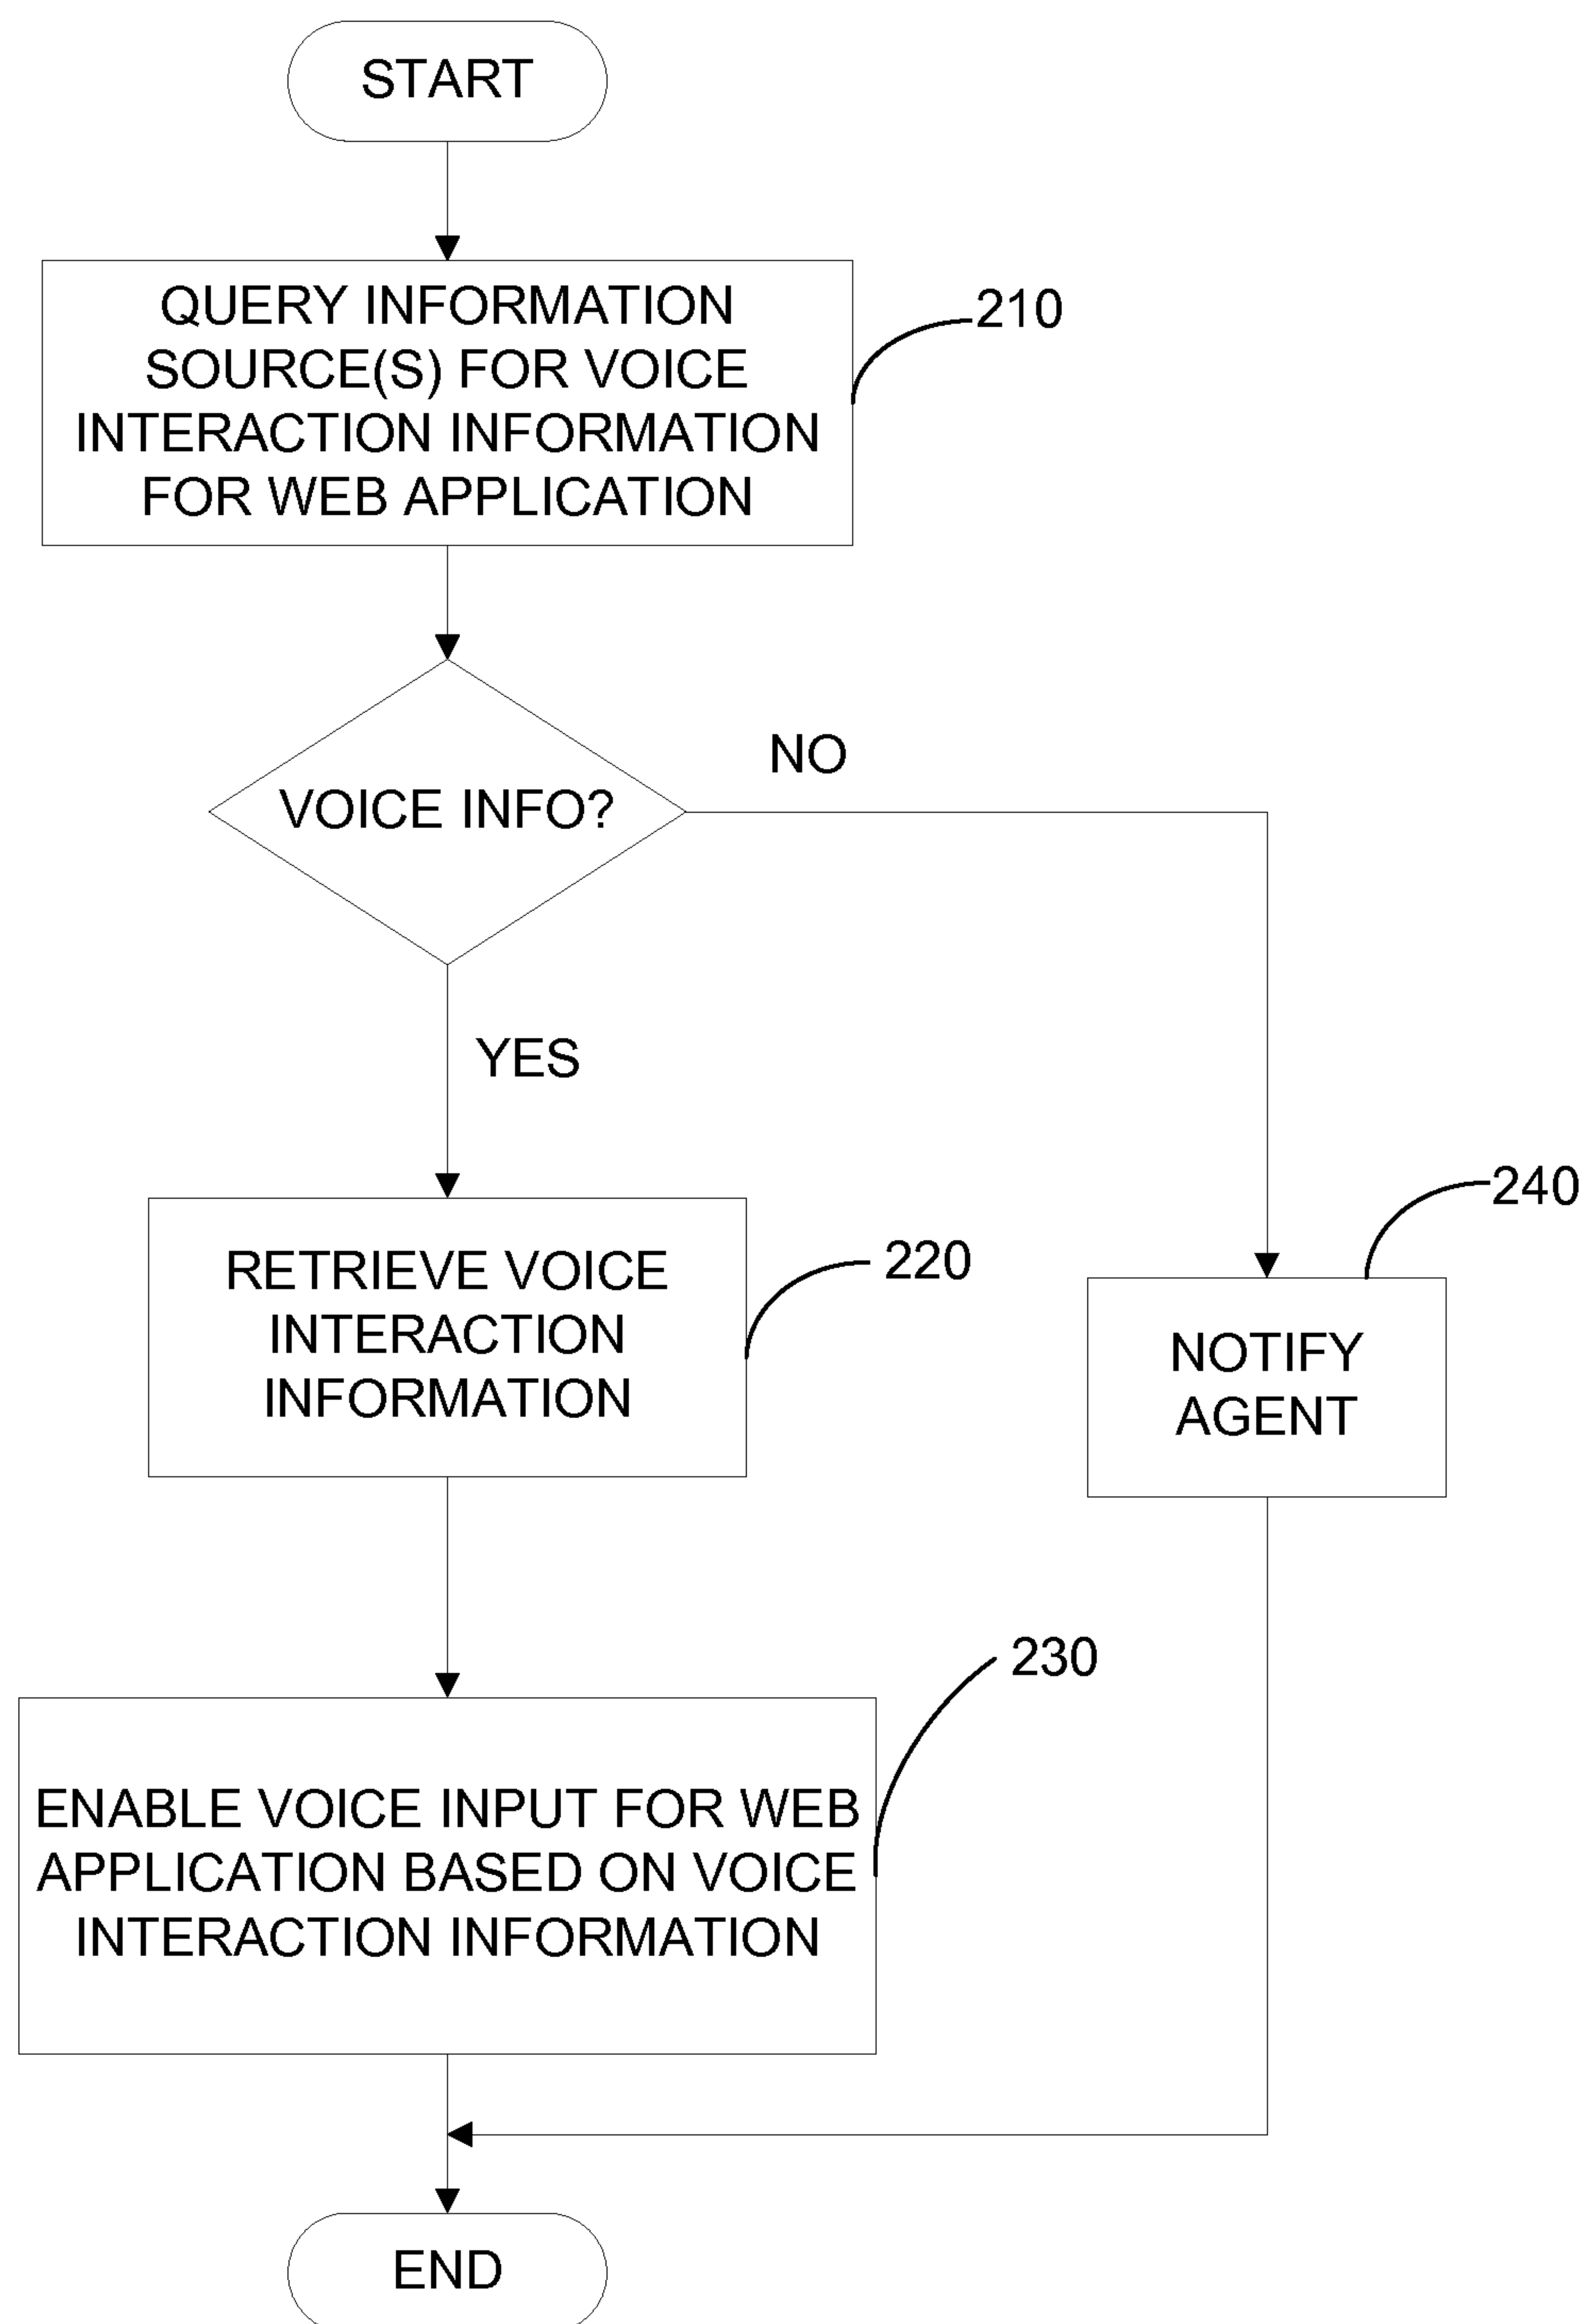 START
QUERY INFORMATION
SOURCE(S) FOR VOICE
INTERACTION INFORMATION
FOR WEB APPLICATION
210
VOICE INFO?
NO
YES
RETRIEVE VOICE
INTERACTION
INFORMATION
220
240
NOTIFY
AGENT
230
ENABLE VOICE INPUT FOR WEB
APPLICATION BASED ON VOICE
INTERACTION INFORMATION
END